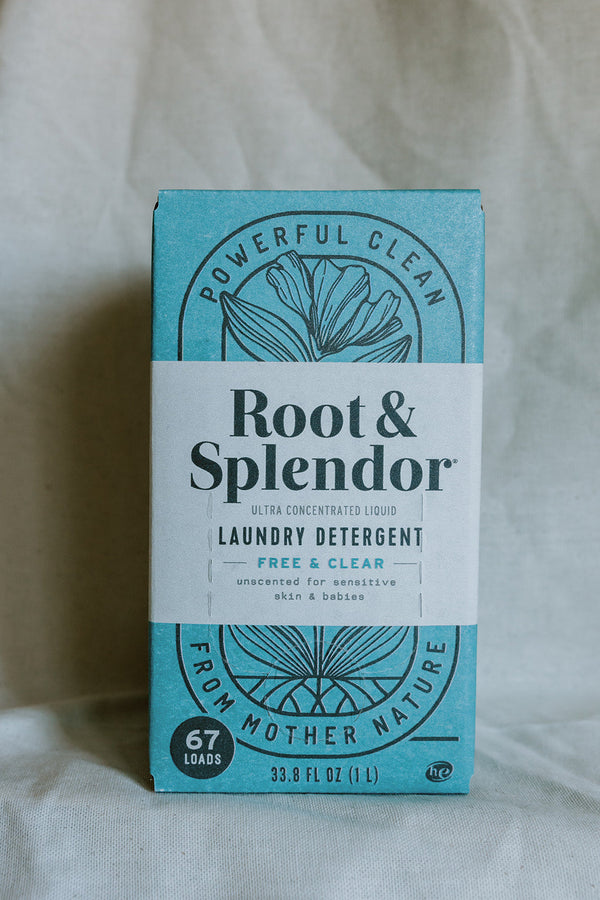 POWERFUL CLEAN
Root &
Splendor®
ULTRA CONCENTRATED LIQUID
LAUNDRY DETERGENT
FREE & CLEAR
unscented for sensitive
skin & babies
FROM MOTHER NATURE
67
LOADS
33.8 FL OZ (1 L)
he